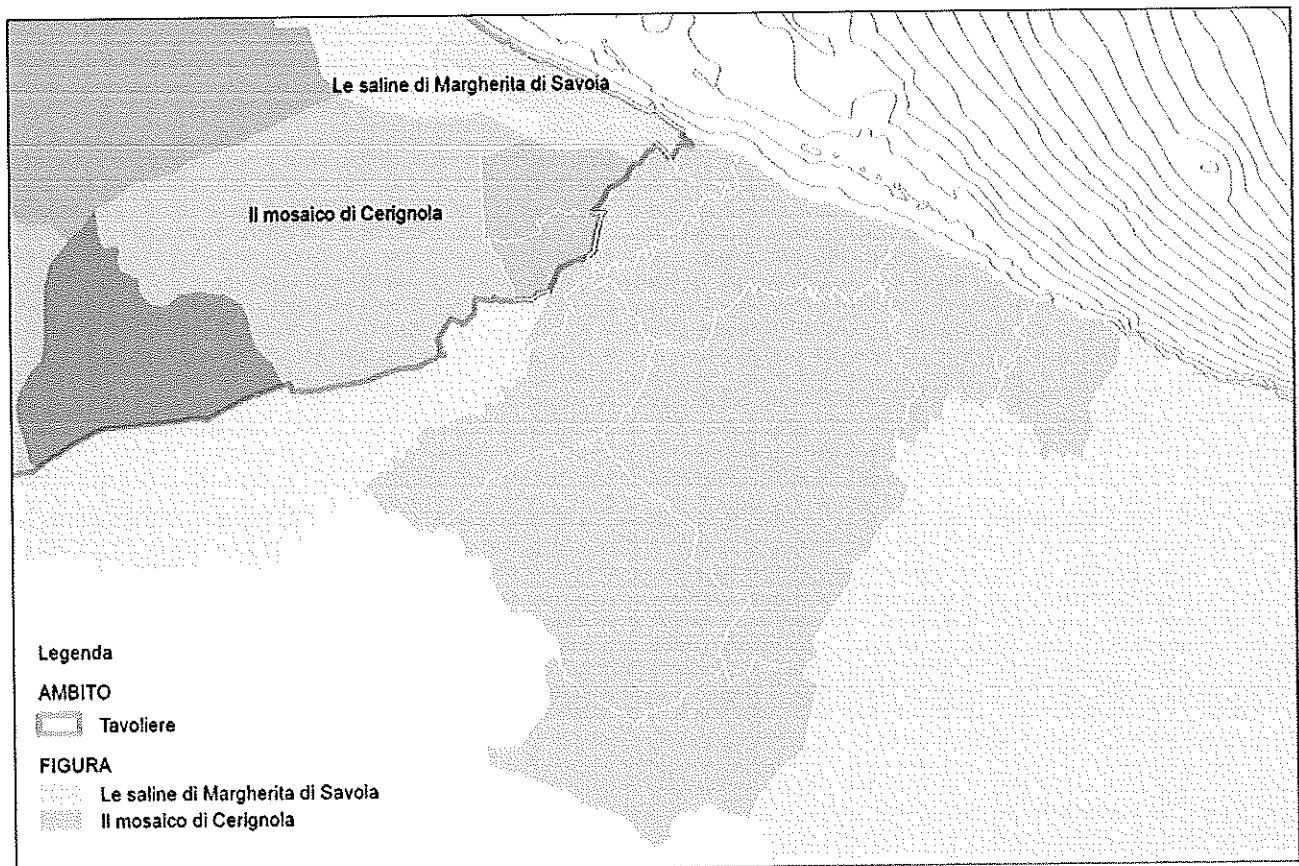 Le saline di Margherita di Savoia
Il mosaico di Cerignola
Legenda
AMBITO
Tavoliere
FIGURA
Le saline di Margherita di Savoia
Il mosaico di Cerignola